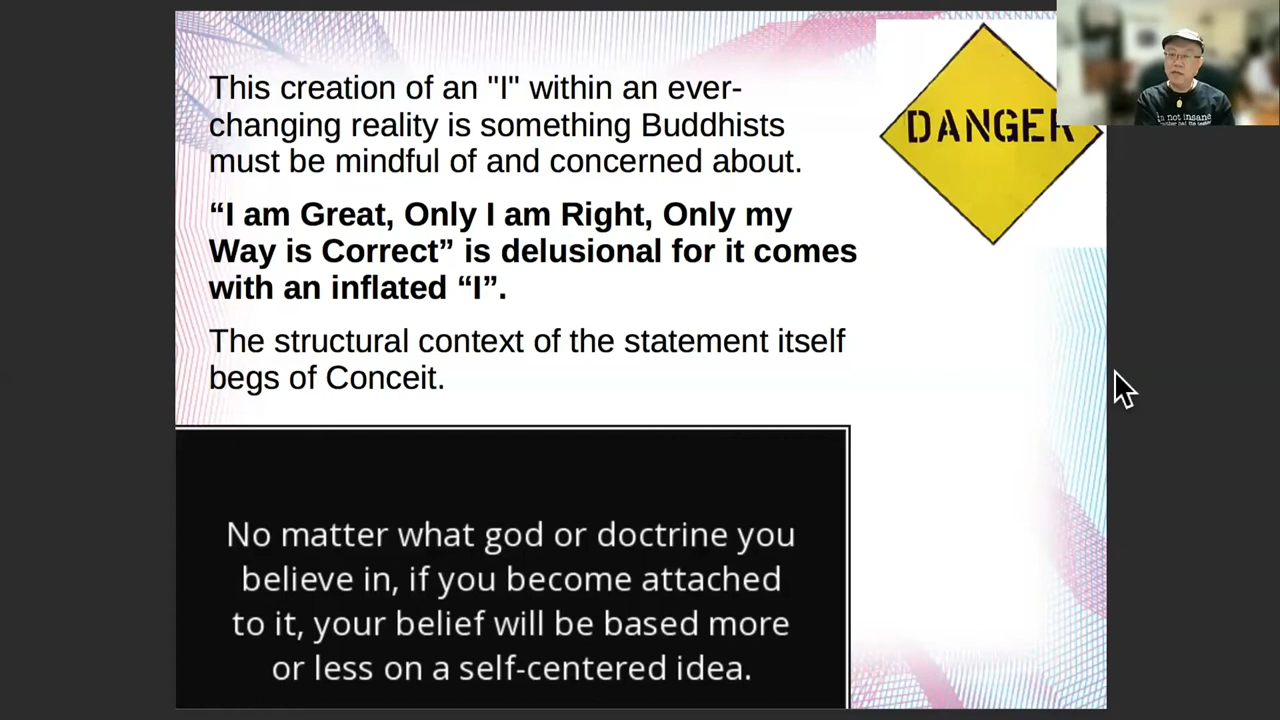 This creation of an "I" within an ever-
changing reality is something Buddhists
must be mindful of and concerned about.
“I am Great, Only I am Right, Only my
Way is Correct” is delusional for it comes
with an inflated “I”.
The structural context of the statement itself
begs of Conceit.
DANGER
No matter what god or doctrine you
believe in, if you become attached
to it, your belief will be based more
or less on a self-centered idea.
not insane